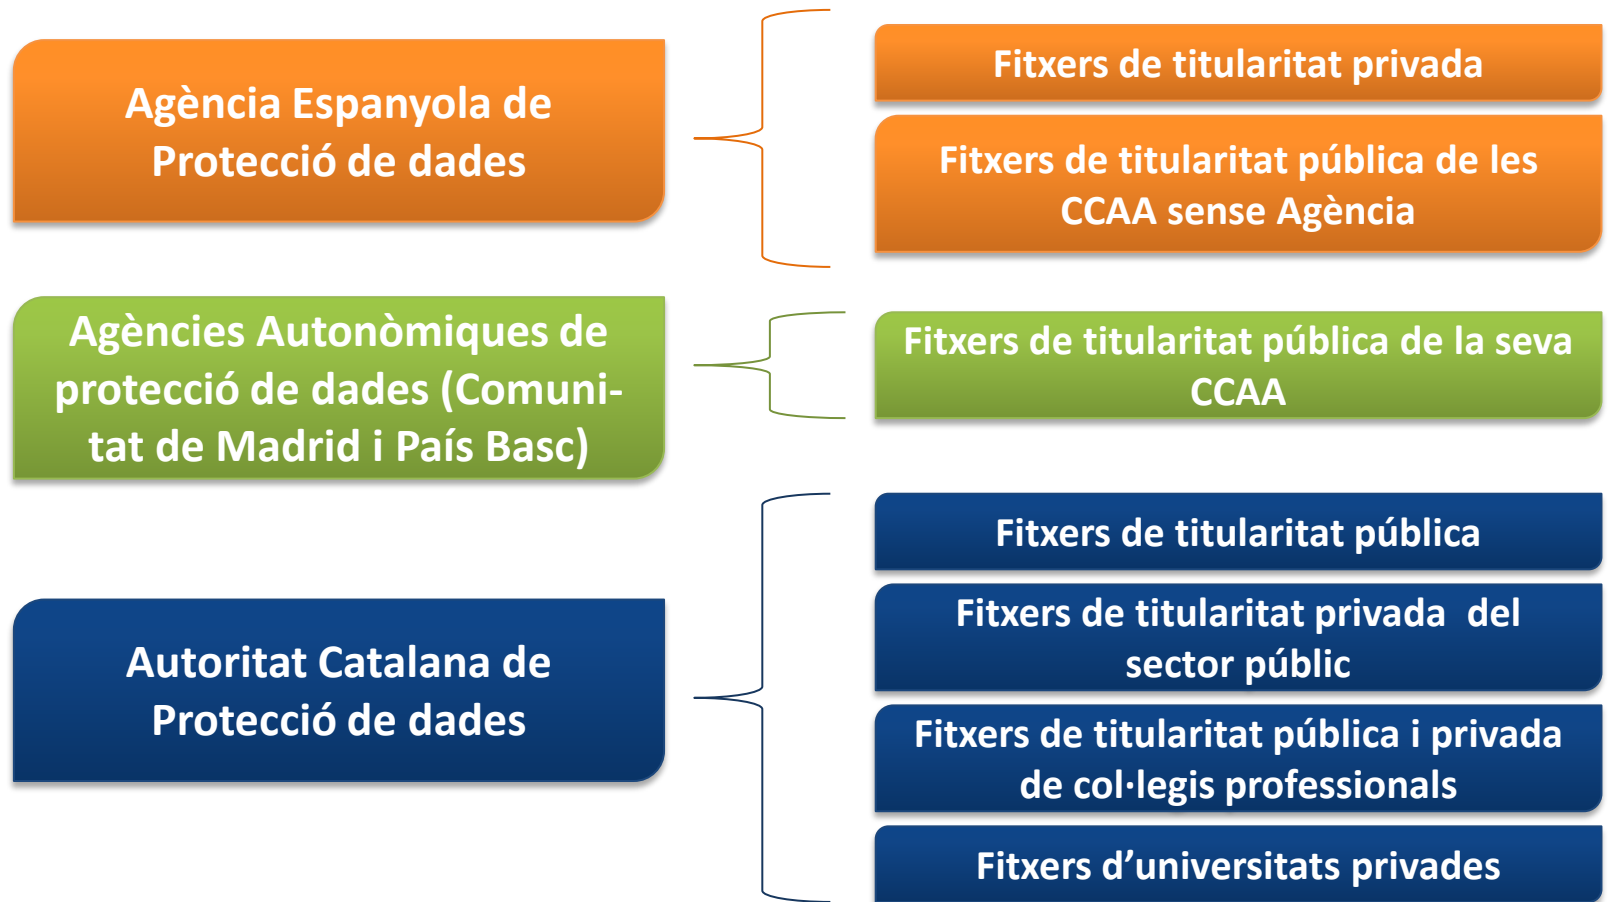 Agència Espanyola de
Protecció de dades
Fitxers de titularitat privada
Fitxers de titularitat pública de les
CCAA sense Agència
Agències Autonòmiques de
protecció de dades (Comuni-
tat de Madrid i País Basc)
Fitxers de titularitat pública de la seva
CCAA
Autoritat Catalana de
Protecció de dades
Fitxers de titularitat pública
Fitxers de titularitat privada  del
sector públic
Fitxers de titularitat pública i privada
de col·legis professionals
Fitxers d’universitats privades